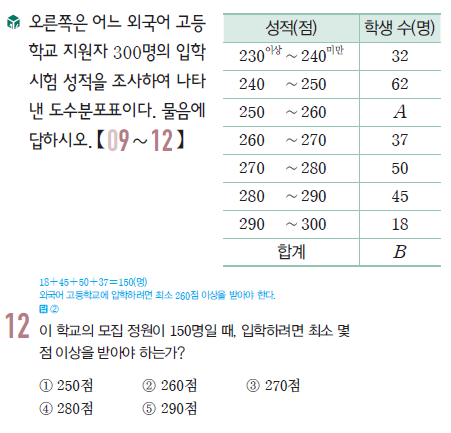 오른쪽은 어느 외국어 고등
학교 지원자 300명의 입학
시험 성적을 조사하여 나타
낸 도수분포표이다. 물음에
답하시오.【09~12】
성적(점) 학생 수(명)
230이상 ~ 240미만 32
240 ~ 250 62
250 ~ 260 A
260 ~ 270 37
270 ~ 280 50
280 ~ 290 45
290 ~ 300 18
합계 B
18+45+50+37=150(명)
외국어 고등학교에 입학하려면 최소 260점 이상을 받아야 한다.
답 ②
12 이 학교의 모집 정원이 150명일 때, 입학하려면 최소 몇
점 이상을 받아야 하는가?
① 250점 ② 260점 ③ 270점
④ 280점 ⑤ 290점